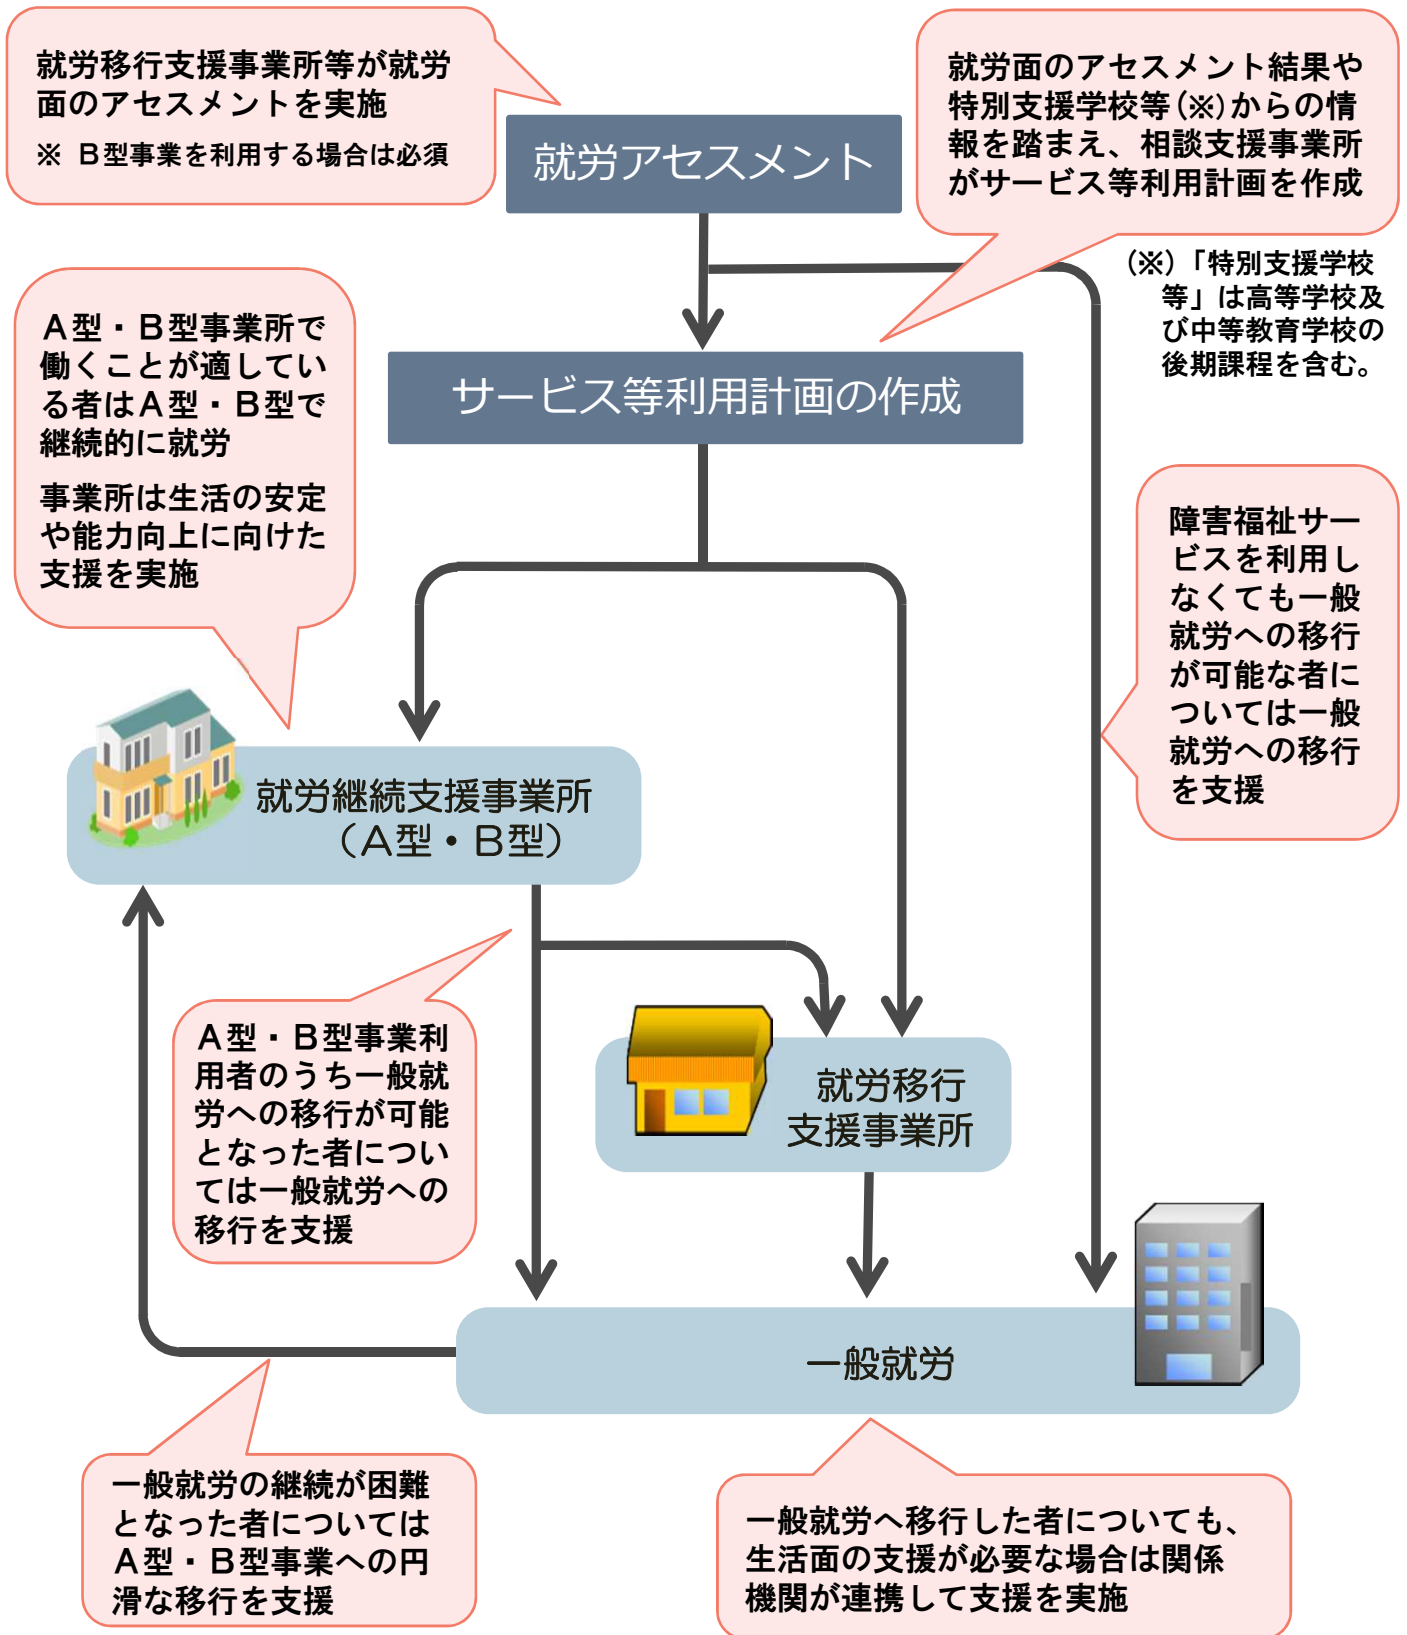 就労移行支援事業所等が就労
面のアセスメントを実施
※ B型事業を利用する場合は必須
就労アセスメント
就労面のアセスメント結果や
特別支援学校等(※)からの情
報を踏まえ、相談支援事業所
がサービス等利用計画を作成
(※)「特別支援学校
等」は高等学校及
び中等教育学校の
後期課程を含む。
A型・B型事業所で
働くことが適してい
る者はA型・B型で
継続的に就労
事業所は生活の安定
や能力向上に向けた
支援を実施
サービス等利用計画の作成
障害福祉サー
ビスを利用し
なくても一般
就労への移行
が可能な者に
ついては一般
就労への移行
を支援
就労継続支援事業所
（A型・B型）
A型・B型事業利
用者のうち一般就
労への移行が可能
となった者につい
ては一般就労への
移行を支援
就労移行
支援事業所
一般就労
一般就労の継続が困難
となった者については
A型・B型事業への円
滑な移行を支援
一般就労へ移行した者についても、
生活面の支援が必要な場合は関係
機関が連携して支援を実施